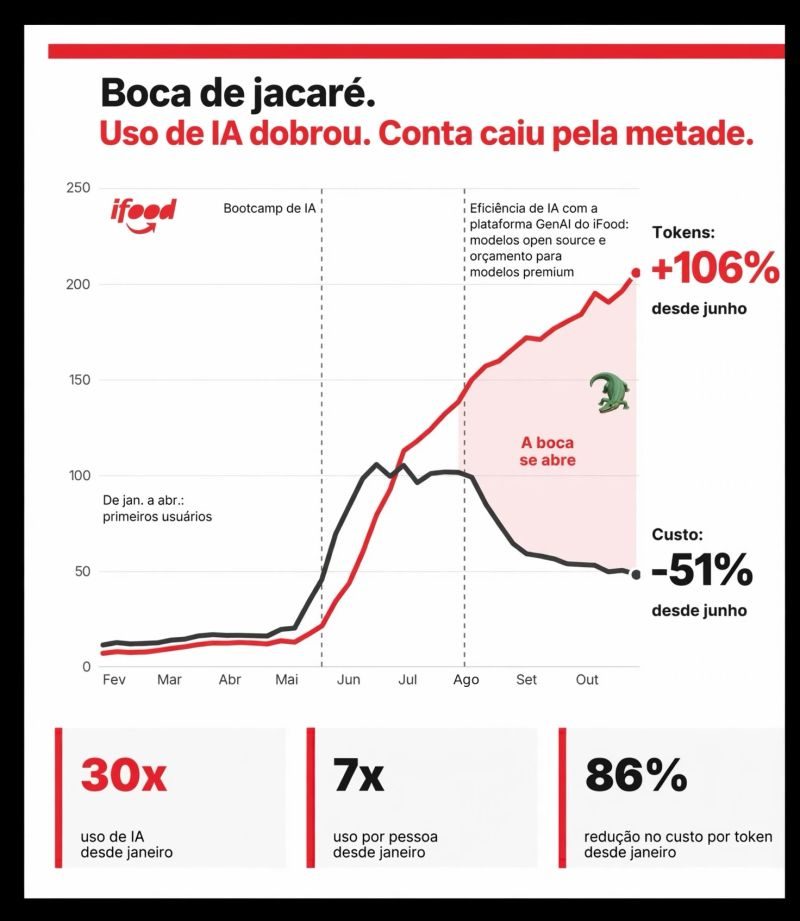 Boca de jacaré.
Uso de IA dobrou. Conta caiu pela metade.
250
ifood
Bootcamp de IA
Eficiência de IA com a
plataforma GenAI do iFood:
modelos open source e
orçamento para
modelos premium
Tokens:
+106%
desde junho
200
150
A boca
se abre
100
De jan. a abr.:
primeiros usuários
Custo:
-51%
desde junho
50
0
Fev Mar Abr Mai Jun Jul Ago Set Out
30x
uso de IA
desde janeiro
7x
uso por pessoa
desde janeiro
86%
redução no custo por token
desde janeiro